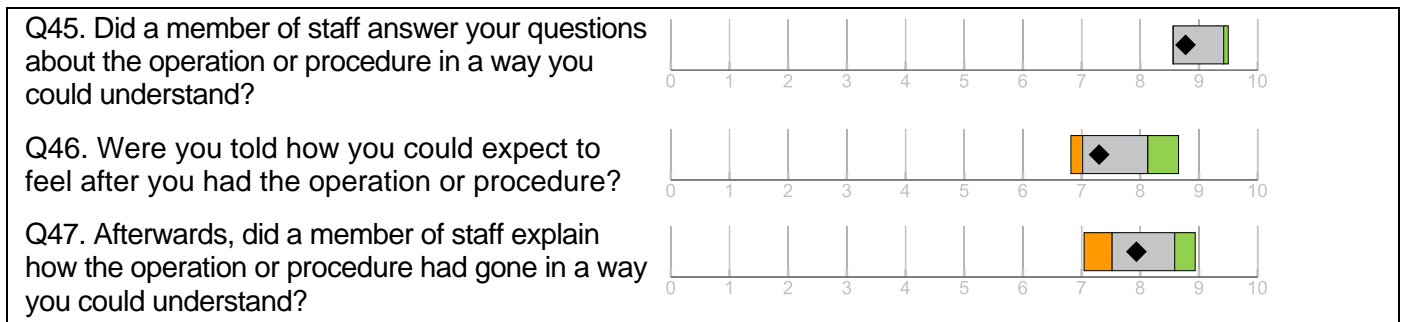 Q45. Did a member of staff answer your questions
about the operation or procedure in a way you
could understand?
0 1 2 3 4 5 6 7 8 9 10
Q46. Were you told how you could expect to
feel after you had the operation or procedure?
0 1 2 3 4 5 6 7 8 9 10
Q47. Afterwards, did a member of staff explain
how the operation or procedure had gone in a way
you could understand?
0 1 2 3 4 5 6 7 8 9 10